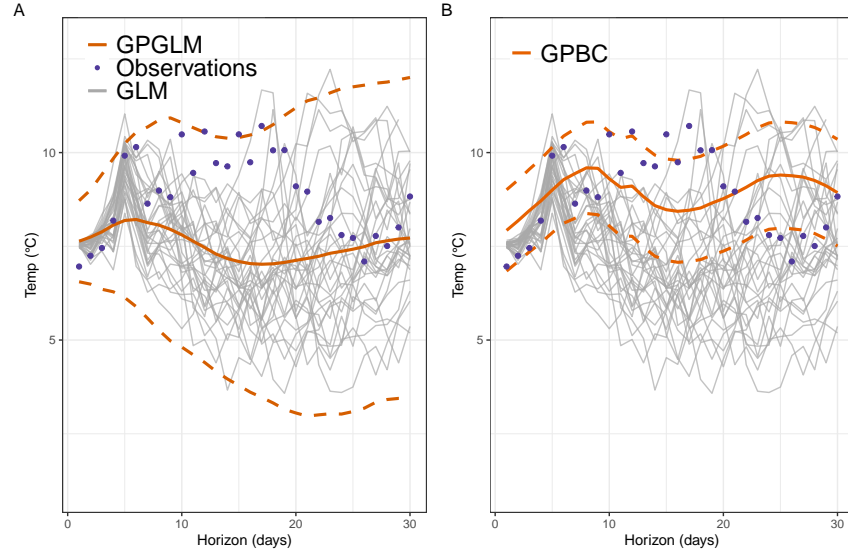 A
GPGLM
Observations
GLM
Temp (°C)
10
5
0
10
20
30
Horizon (days)
B
GPBC
Temp (°C)
10
5
0
10
20
30
Horizon (days)